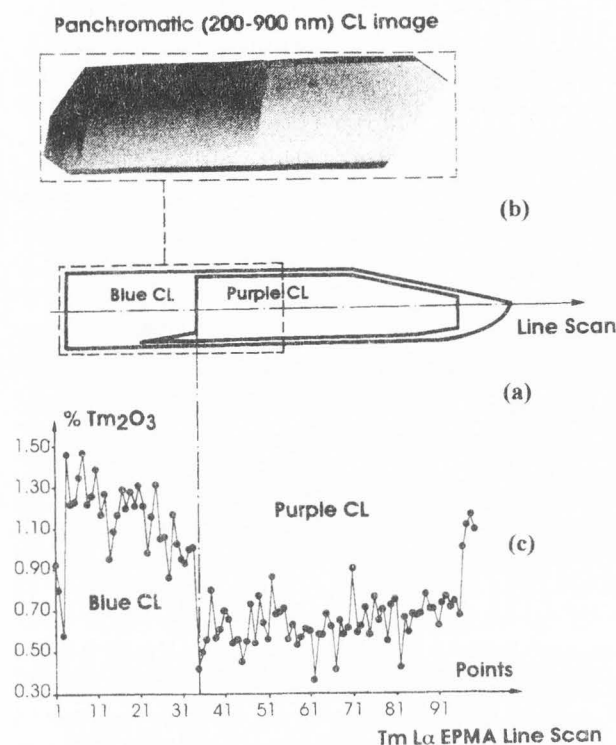 Panchromatic (200-900 nm) CL image
(b)
Blue CL
Purple CL
Line Scan
(a)
% Tm2O3
1.50
1.30
1.10
0.90
0.70
0.50
0.30
Purple CL
(c)
Blue CL
Points
1 11 21 31 41 51 61 71 81 91
Tm Lα EPMA Line Scan